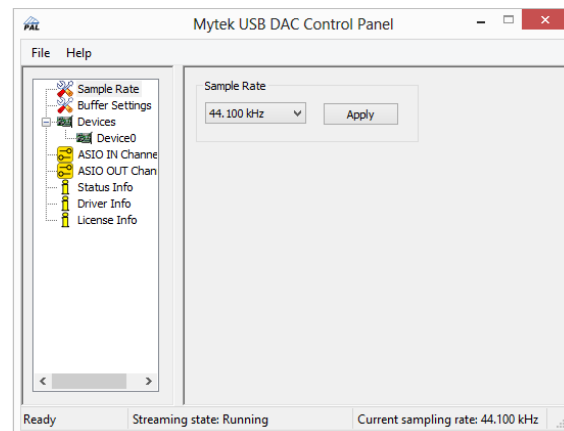 PAL Mytek USB DAC Control Panel
File Help
Sample Rate
Buffer Settings
Devices
Device0
ASIO IN Channe
ASIO OUT Chan
Status Info
Driver Info
License Info
Sample Rate
44.100 kHz Apply
Ready Streaming state: Running Current sampling rate: 44.100 kHz